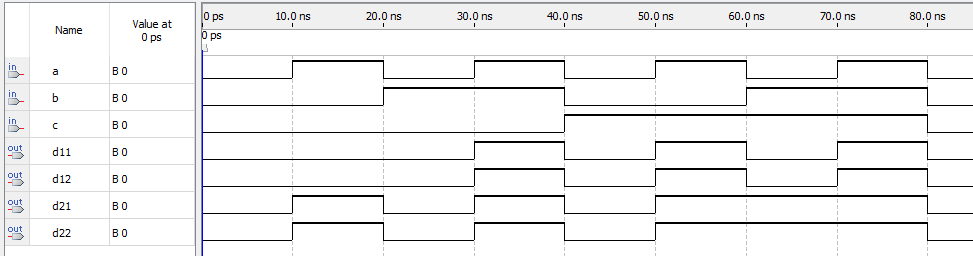 Name
Value at
0 ps
0 ps 10.0 ns 20.0 ns 30.0 ns 40.0 ns 50.0 ns 60.0 ns 70.0 ns 80.0 ns
0 ps
in a B 0
in b B 0
in c B 0
out d11 B 0
out d12 B 0
out d21 B 0
out d22 B 0